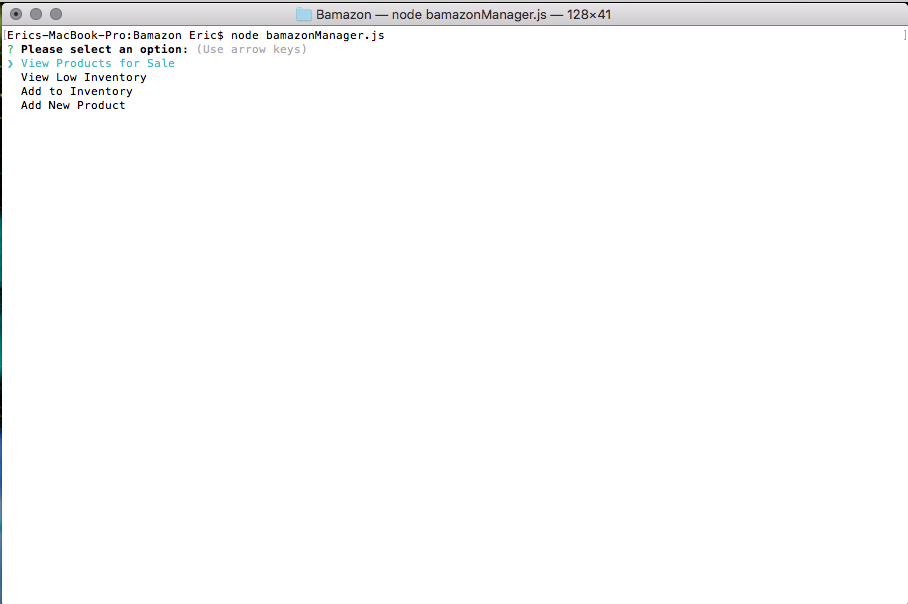 Bamazon — node bamazonManager.js — 128×41
[Erics-MacBook-Pro:Bamazon Eric$ node bamazonManager.js ]
? Please select an option: (Use arrow keys)
❯ View Products for Sale
View Low Inventory
Add to Inventory
Add New Product